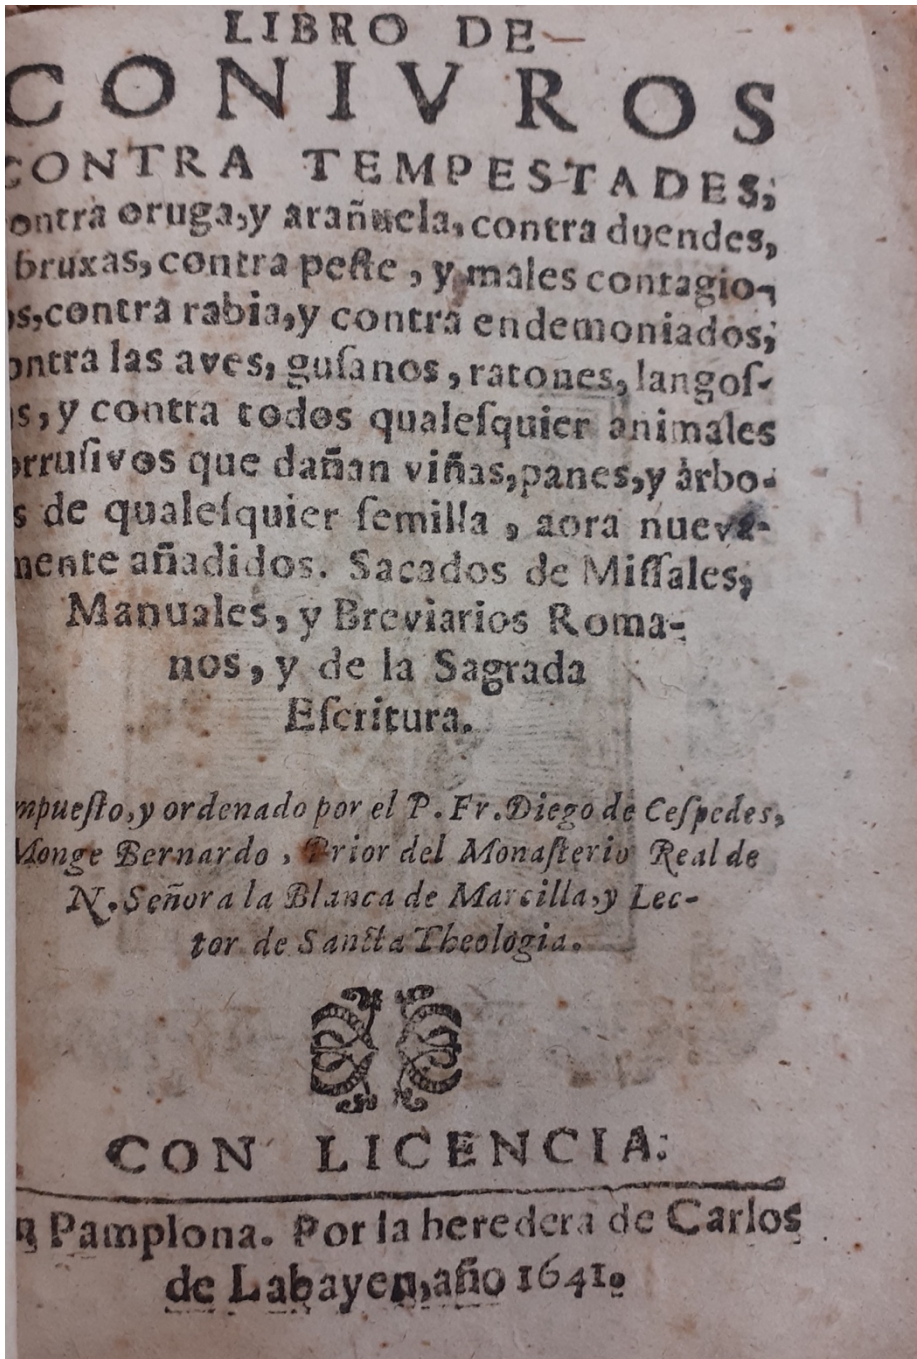 LIBRO DE
CONIVROS
CONTRA TEMPESTADES,
ontra oruga, y arañuela, contra duendes,
bruxas, contra peſte, y males contagio-
os, contra rabia, y contra endemoniados,
ontra las aves, guſanos, ratones, langoſ-
as, y contra todos qualeſquier animales
orruſivos que dañan viñas, panes, y arbo-
s de qualeſquier ſemilla, aora nueva-
mente añadidos. Sacados de Miſſales,
Manuales, y Breviarios Roma-
nos, y de la Sagrada
Eſcritura.
mpueſto, y ordenado por el P. Fr. Diego de Ceſpedes,
Monge Bernardo, Prior del Monaſterio Real de
N. Señora la Blanca de Marcilla, y Lec-
tor de Sancta Theologia.
CON LICENCIA:
n Pamplona. Por la heredera de Carlos
de Labayen, año 1641.